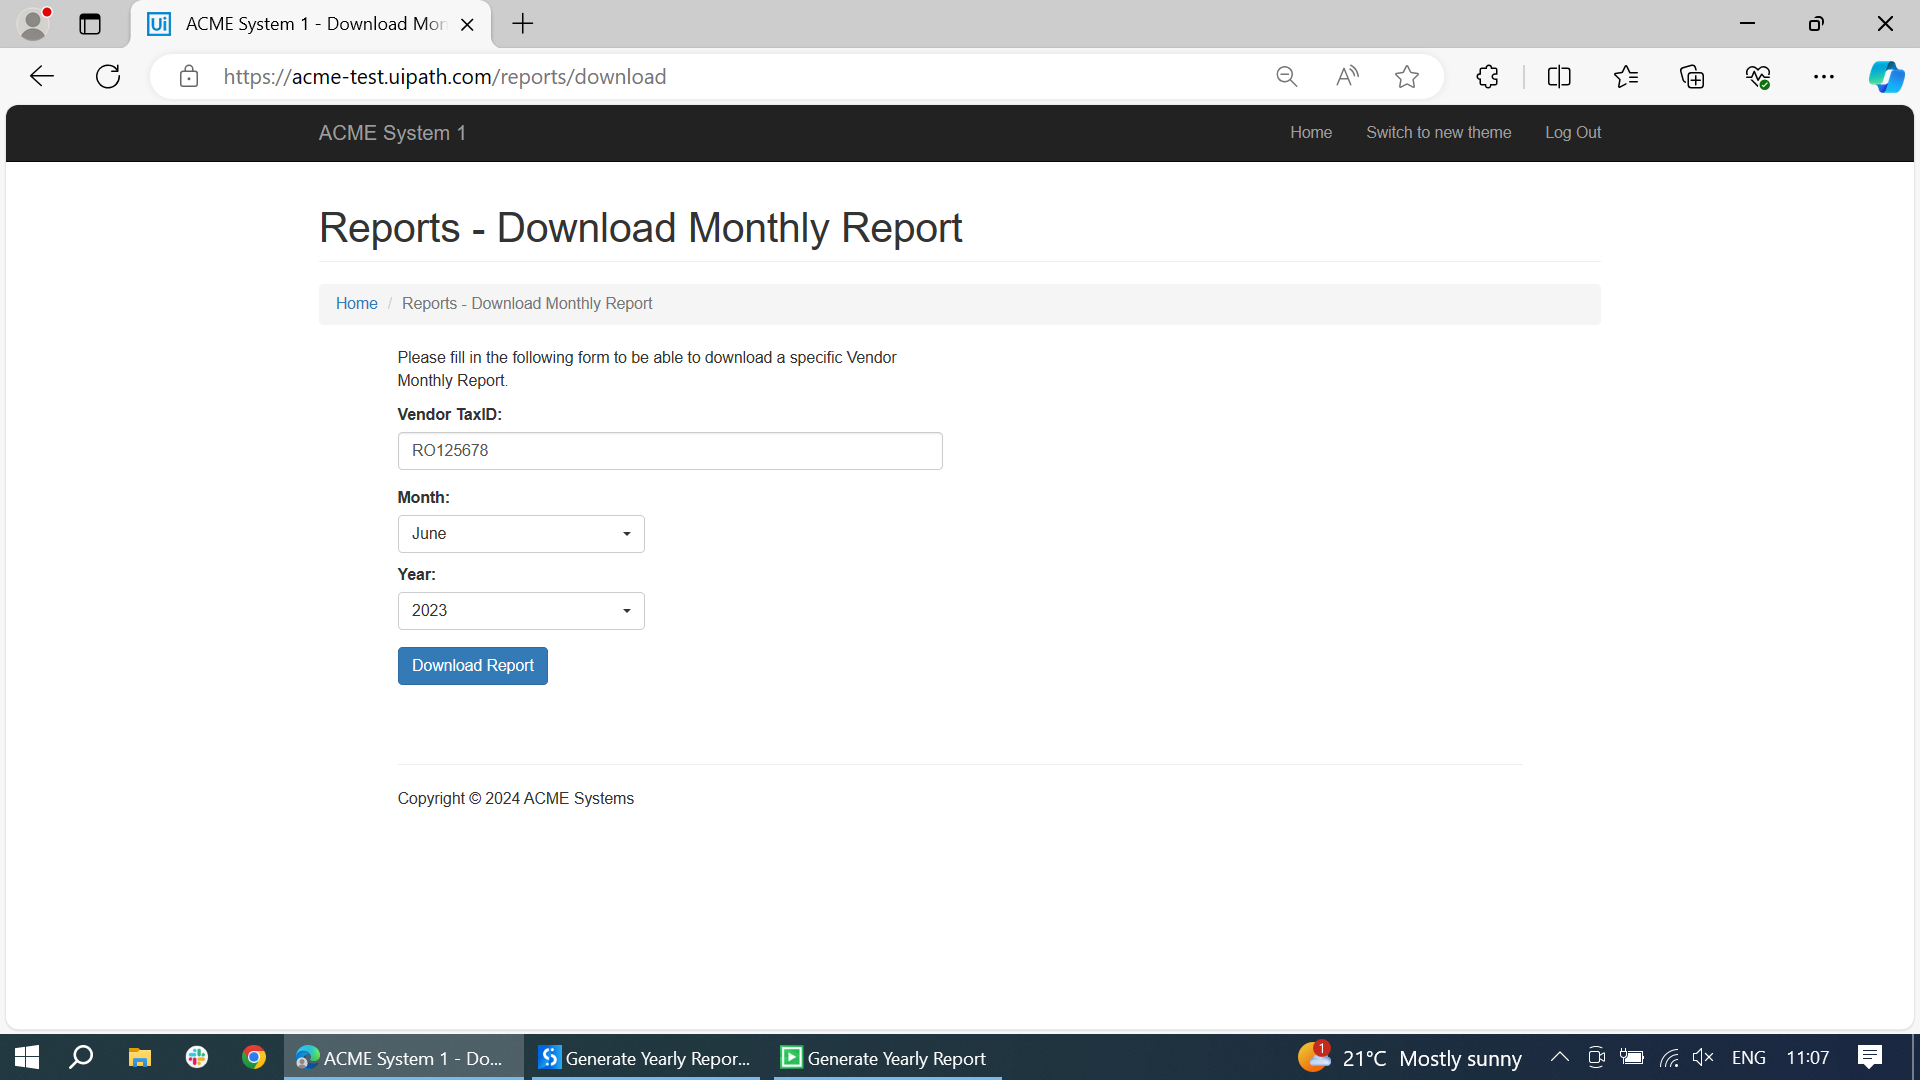 ACME System 1 - Download Mon
https://acme-test.uipath.com/reports/download
ACME System 1
Home
Switch to new theme
Log Out
Reports - Download Monthly Report
Home / Reports - Download Monthly Report
Please fill in the following form to be able to download a specific Vendor
Monthly Report.
Vendor TaxID:
RO125678
Month:
June
Year:
2023
Download Report
Copyright © 2024 ACME Systems
ACME System 1 - Do...
Generate Yearly Repor...
Generate Yearly Report
1
21°C Mostly sunny
ENG
11:07